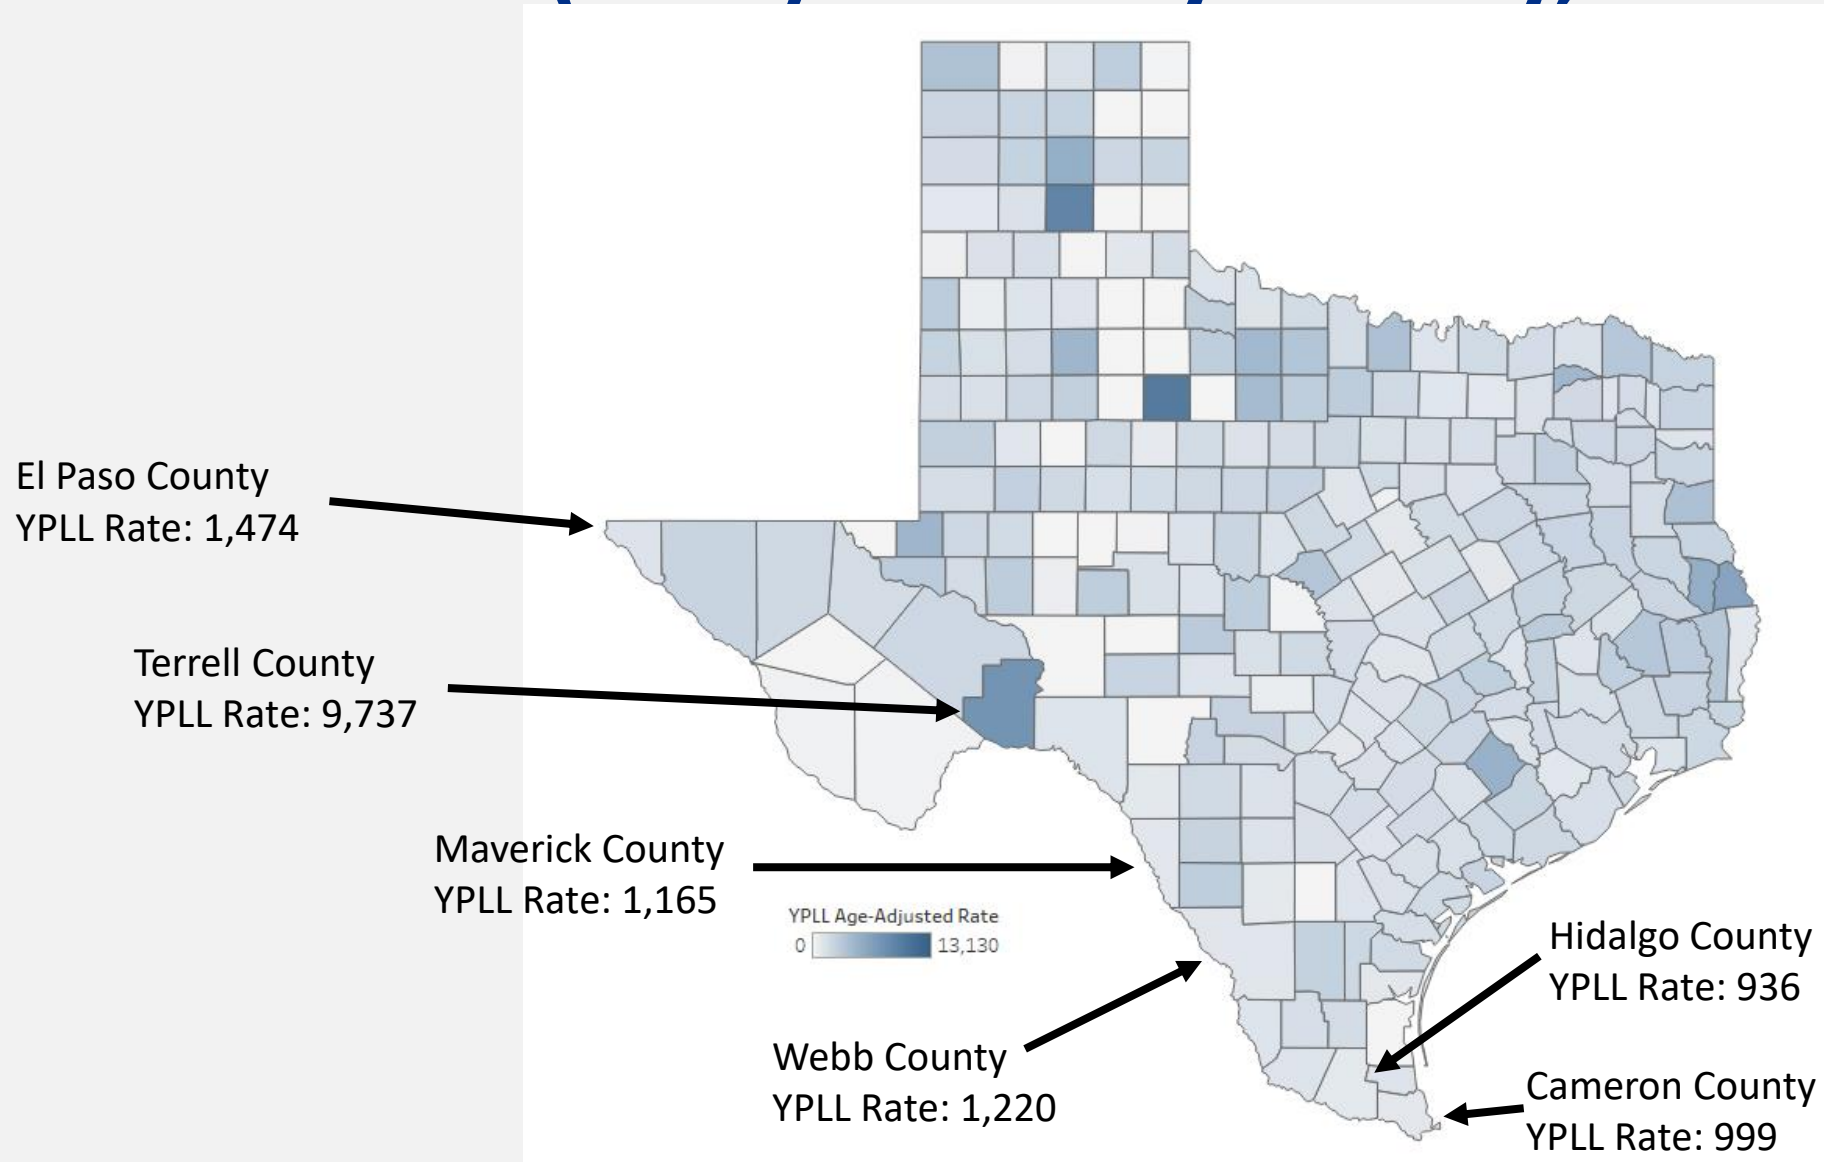 El Paso County
YPLL Rate: 1,474
Terrell County
YPLL Rate: 9,737
Maverick County
YPLL Rate: 1,165
YPLL Age-Adjusted Rate
0 13,130
Hidalgo County
YPLL Rate: 936
Webb County
YPLL Rate: 1,220
Cameron County
YPLL Rate: 999